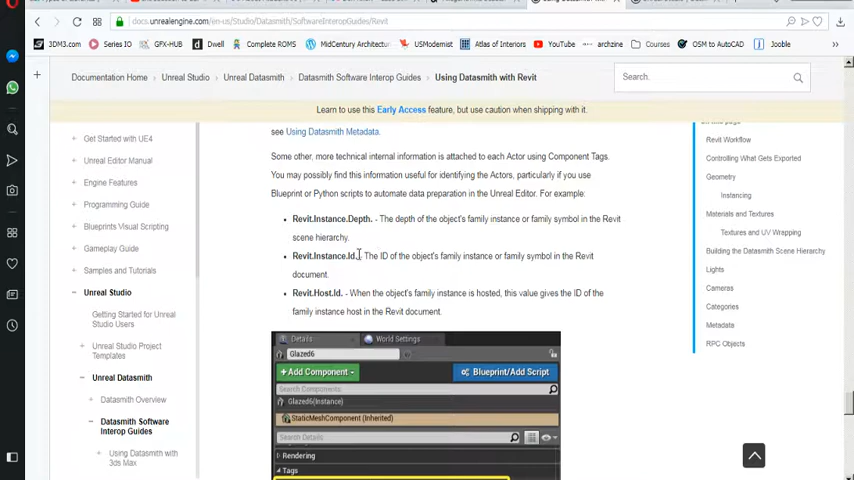 docs.unrealengine.com/en-us/Studio/Datasmith/SoftwareInteropGuides/Revit
3DM3.com
Series IO
GFX-HUB
Complete ROMS
MidCentury Architectur
USModernist
Atlas of Interiors
YouTube
archzine
Courses
OSM to AutoCAD
Jooble
Documentation Home > Unreal Studio > Unreal Datasmith > Datasmith Software Interop Guides > Using Datasmith with Revit
Search.
Learn to use this Early Access feature, but use caution when shipping with it.
Get Started with UE4
Unreal Editor Manual
Engine Features
Programming Guide
Blueprints Visual Scripting
Gameplay Guide
Samples and Tutorials
Unreal Studio
Getting Started for Unreal
Studio Users
Unreal Studio Project
Templates
Unreal Datasmith
Datasmith Overview
Datasmith Software
Interop Guides
Using Datasmith with
3ds Max
see Using Datasmith Metadata.
Some other, more technical internal information is attached to each Actor using Component Tags.
You may possibly find this information useful for identifying the Actors, particularly if you use
Blueprint or Python scripts to automate data preparation in the Unreal Editor. For example:
• Revit.Instance.Depth. - The depth of the object's family instance or family symbol in the Revit
scene hierarchy.
• Revit.Instance.Id. The ID of the object's family instance or family symbol in the Revit
document.
• Revit.Host.Id. - When the object's family instance is hosted, this value gives the ID of the
family instance host in the Revit document.
Details
World Settings
Glazed6
+Add Component
Blueprint/Add Script
Search Components
Glazed6(Instance)
StaticMeshComponent (Inherited)
Search Details
Rendering
Tags
Revit Workflow
Controlling What Gets Exported
Geometry
Instancing
Materials and Textures
Textures and UV Wrapping
Building the Datasmith Scene Hierarchy
Lights
Cameras
Categories
Metadata
RPC Objects